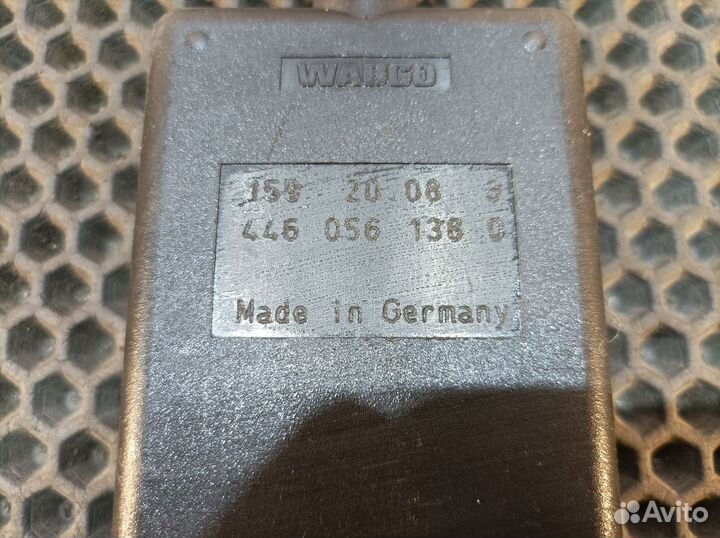 WABCO
159 20 08 3
446 056 138 0
Made in Germany
Avito